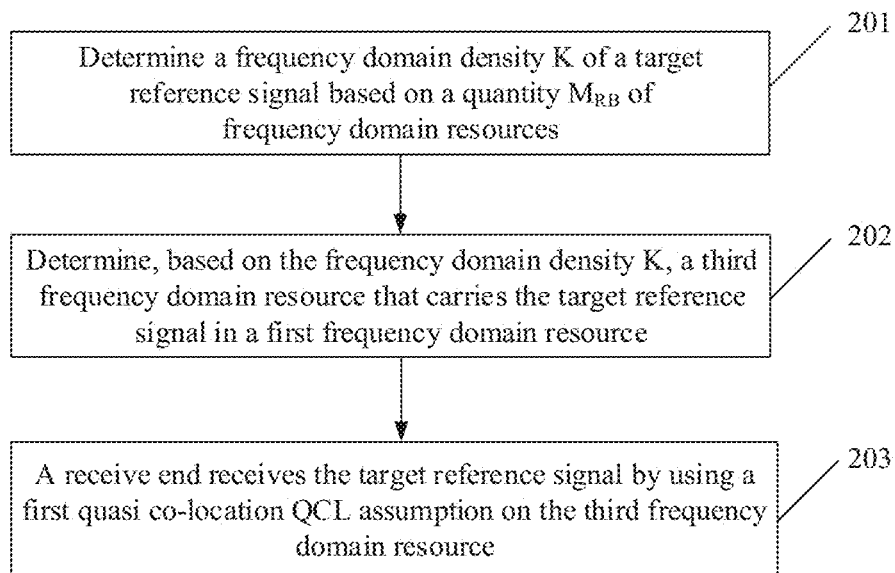 201
Determine a frequency domain density K of a target
reference signal based on a quantity M_RB of
frequency domain resources
202
Determine, based on the frequency domain density K, a third
frequency domain resource that carries the target reference
signal in a first frequency domain resource
203
A receive end receives the target reference signal by using a
first quasi co-location QCL assumption on the third frequency
domain resource